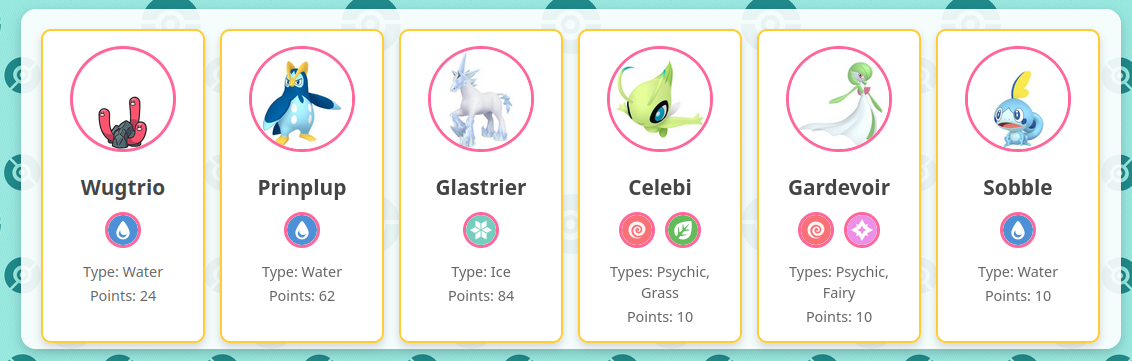 Wugtrio
Type: Water
Points: 24
Prinplup
Type: Water
Points: 62
Glastrier
Type: Ice
Points: 84
Celebi
Types: Psychic,
Grass
Points: 10
Gardevoir
Types: Psychic,
Fairy
Points: 10
Sobble
Type: Water
Points: 10